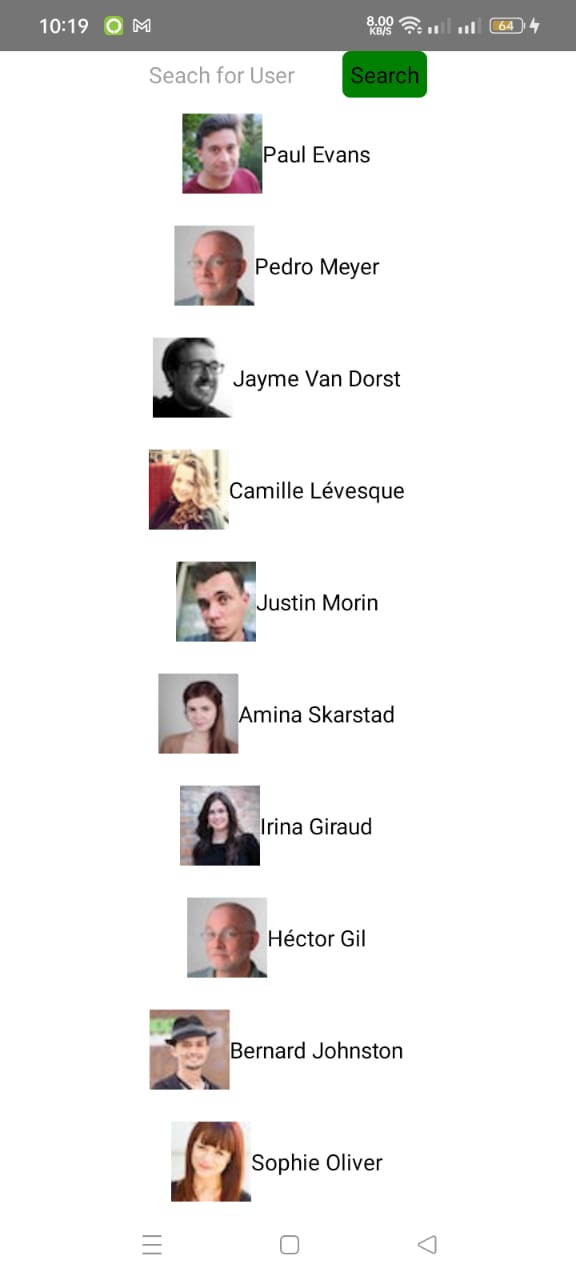 10:19 8.00 KB/S 64
Seach for User Search
Paul Evans
Pedro Meyer
Jayme Van Dorst
Camille Lévesque
Justin Morin
Amina Skarstad
Irina Giraud
Héctor Gil
Bernard Johnston
Sophie Oliver